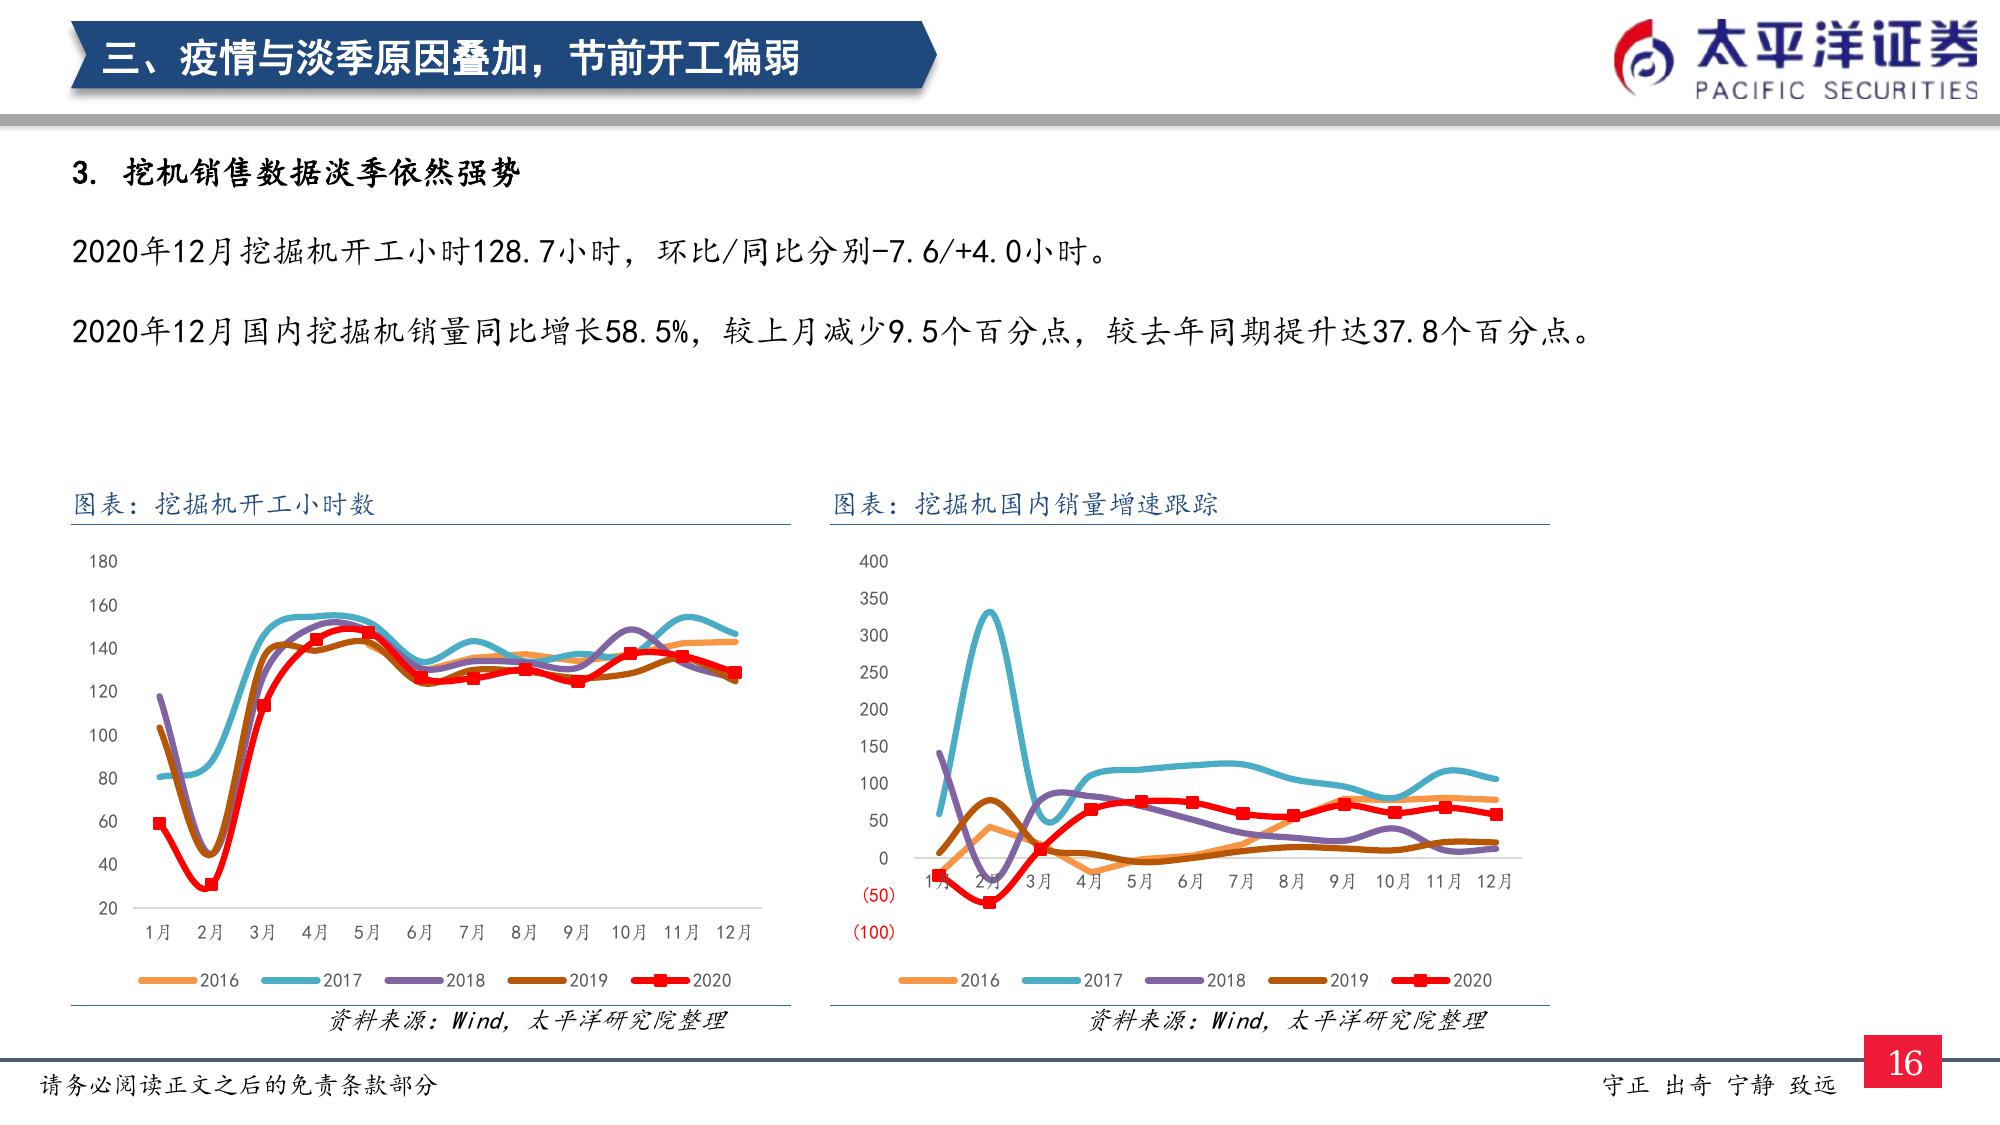 三、疫情与淡季原因叠加，节前开工偏弱
太平洋证券
PACIFIC SECURITIES
3. 挖机销售数据淡季依然强势
2020年12月挖掘机开工小时128.7小时，环比/同比分别-7.6/+4.0小时。
2020年12月国内挖掘机销量同比增长58.5%，较上月减少9.5个百分点，较去年同期提升达37.8个百分点。
图表：挖掘机开工小时数
180
160
140
120
100
80
60
40
20
1月 2月 3月 4月 5月 6月 7月 8月 9月 10月 11月 12月
2016 2017 2018 2019 2020
资料来源：Wind，太平洋研究院整理
图表：挖掘机国内销量增速跟踪
400
350
300
250
200
150
100
50
0
(50)
(100)
1月 2月 3月 4月 5月 6月 7月 8月 9月 10月 11月 12月
2016 2017 2018 2019 2020
资料来源：Wind，太平洋研究院整理
请务必阅读正文之后的免责条款部分
守正 出奇 宁静 致远
16